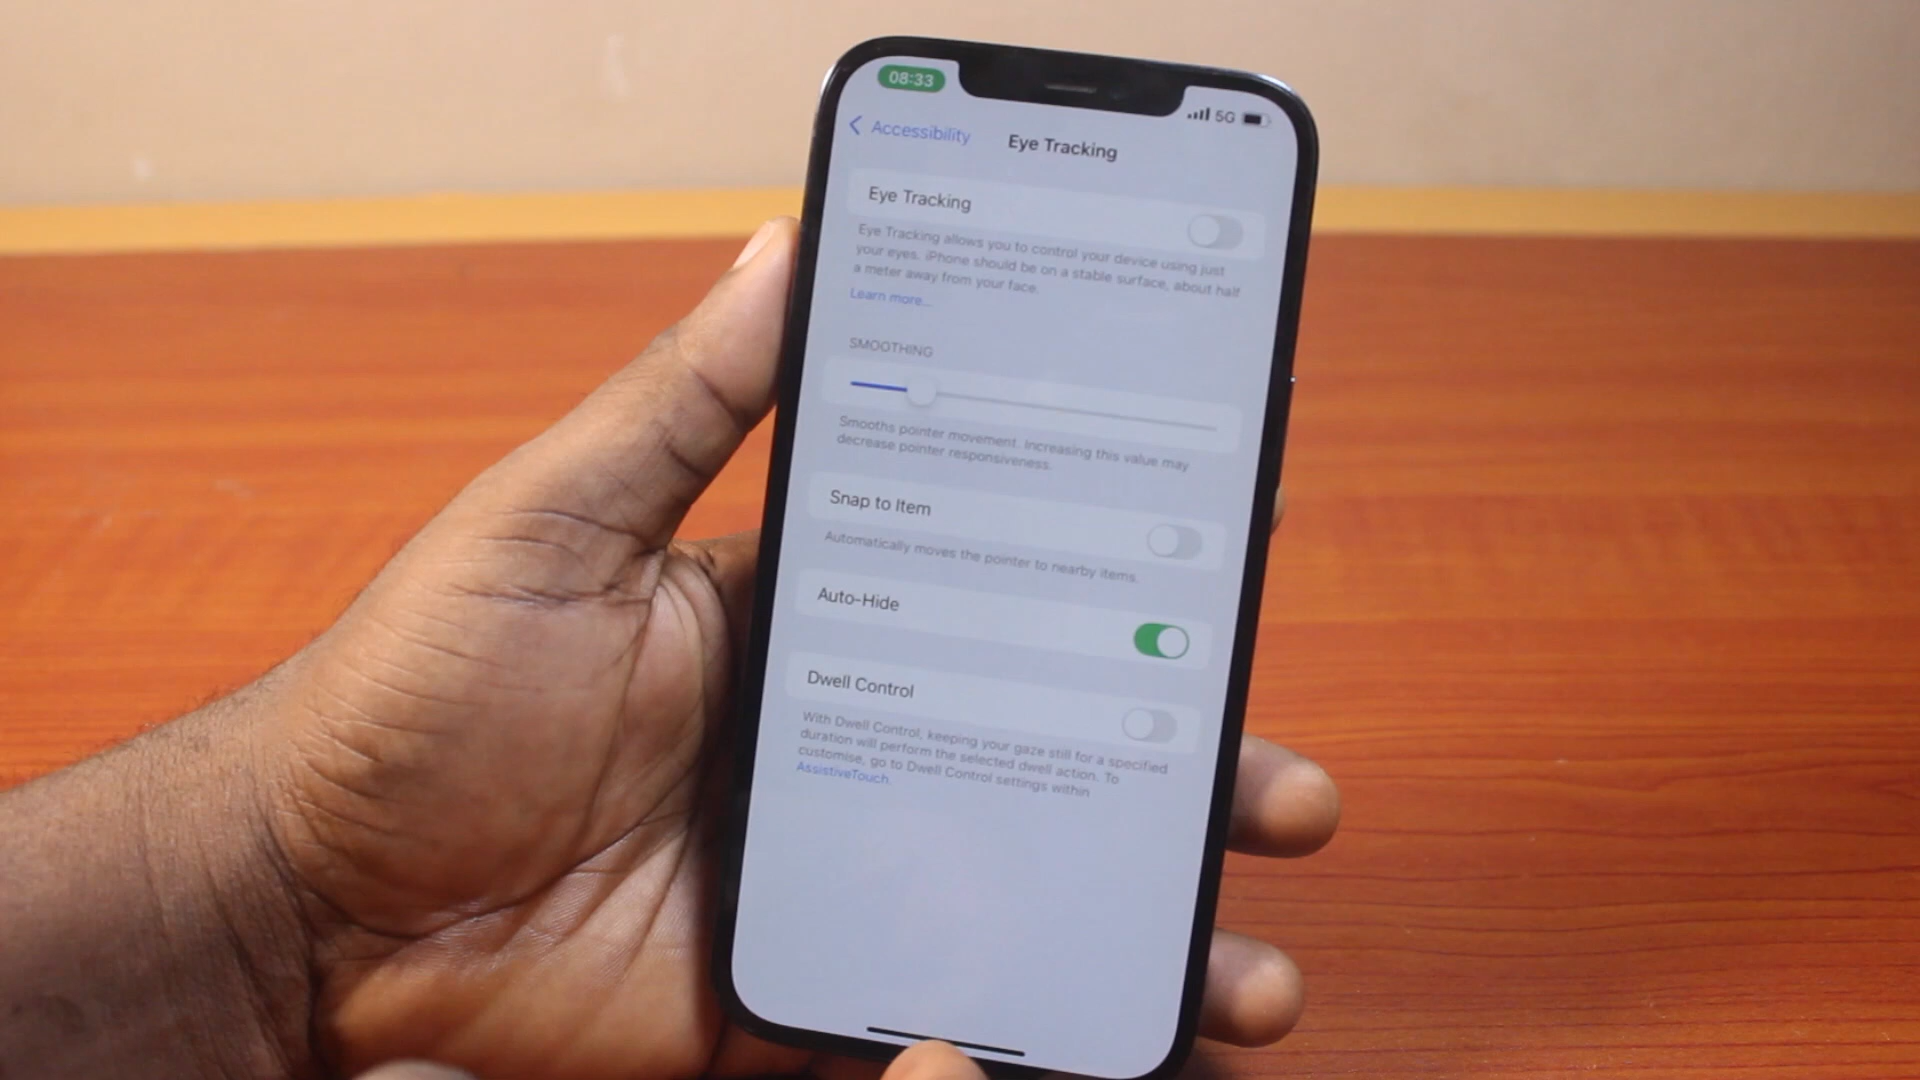 08:33
5G
Accessibility
Eye Tracking
Eye Tracking
Eye Tracking allows you to control your device using just
your eyes. iPhone should be on a stable surface, about half
a meter away from your face.
Learn more...
SMOOTHING
Smooths pointer movement. Increasing this value may
decrease pointer responsiveness.
Snap to Item
Automatically moves the pointer to nearby items.
Auto-Hide
Dwell Control
With Dwell Control, keeping your gaze still for a specified
duration will perform the selected dwell action. To
customise, go to Dwell Control settings within
AssistiveTouch.